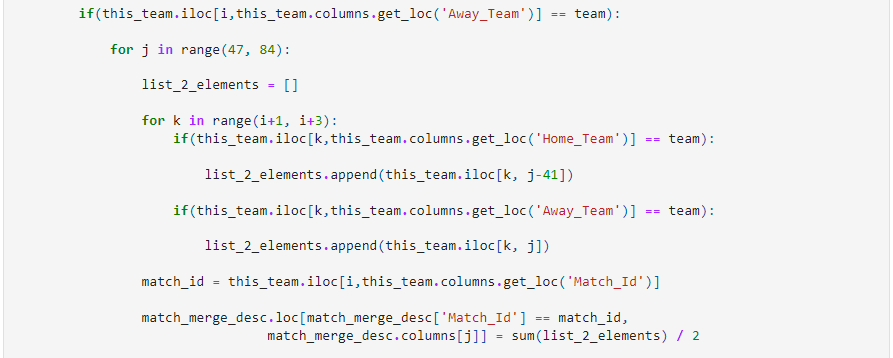 if(this_team.iloc[i,this_team.columns.get_loc('Away_Team')] == team):
for j in range(47, 84):
list_2_elements = []
for k in range(i+1, i+3):
if(this_team.iloc[k,this_team.columns.get_loc('Home_Team')] == team):
list_2_elements.append(this_team.iloc[k, j-41])
if(this_team.iloc[k,this_team.columns.get_loc('Away_Team')] == team):
list_2_elements.append(this_team.iloc[k, j])
match_id = this_team.iloc[i,this_team.columns.get_loc('Match_Id')]
match_merge_desc.loc[match_merge_desc['Match_Id'] == match_id,
match_merge_desc.columns[j]] = sum(list_2_elements) / 2